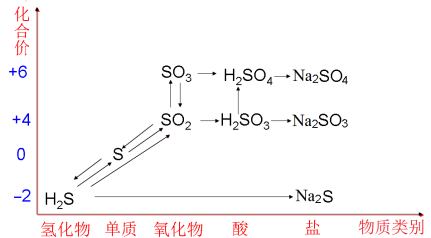 化合价
+6 SO₃ H₂SO₄ Na₂SO₄
+4 SO₂ H₂SO₃ Na₂SO₃
0 S
−2 H₂S Na₂S
氢化物 单质 氧化物 酸 盐 物质类别